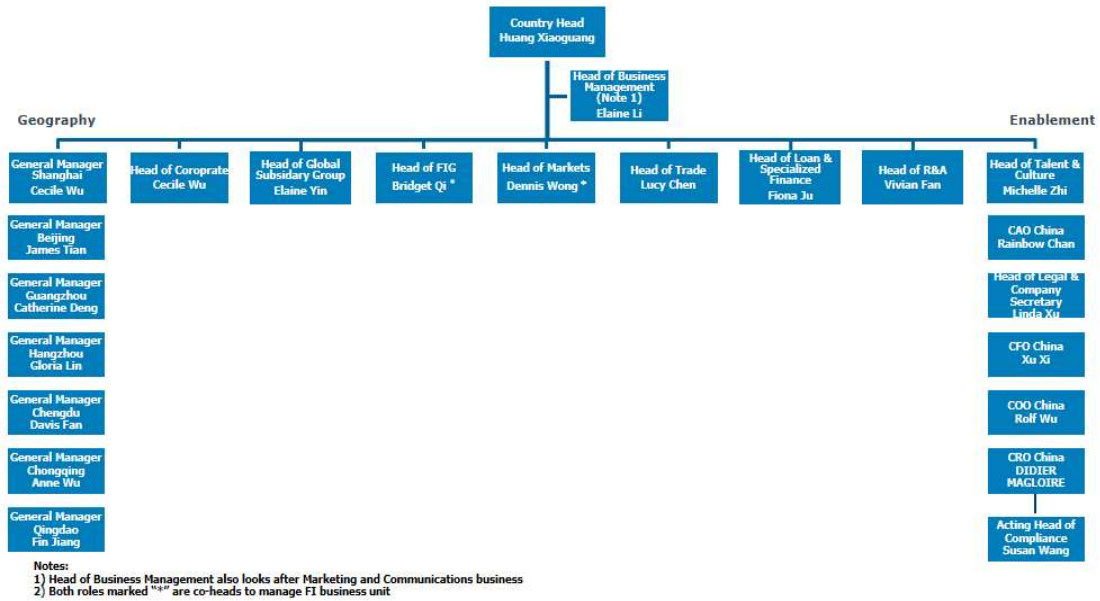 Country Head
Huang Xiaoguang
Head of Business
Management
(Note 1)
Elaine Li
Geography
Enablement
General Manager
Shanghai
Cecile Wu
Head of Coroprate
Cecile Wu
Head of Global
Subsidary Group
Elaine Yin
Head of FIG
Bridget Qi *
Head of Markets
Dennis Wong *
Head of Trade
Lucy Chen
Head of Loan &
Specialized
Finance
Fiona Ju
Head of R&A
Vivian Fan
Head of Talent &
Culture
Michelle Zhi
General Manager
Beijing
James Tian
General Manager
Guangzhou
Catherine Deng
General Manager
Hangzhou
Gloria Lin
General Manager
Chengdu
Davis Fan
General Manager
Chongqing
Anne Wu
General Manager
Qingdao
Fin Jiang
CAO China
Rainbow Chan
Head of Legal &
Company
Secretary
Linda Xu
CFO China
Xu Xi
COO China
Rolf Wu
CRO China
DIDIER
MAGLOIRE
Acting Head of
Compliance
Susan Wang
Notes:
1) Head of Business Management also looks after Marketing and Communications business
2) Both roles marked "*" are co-heads to manage FI business unit